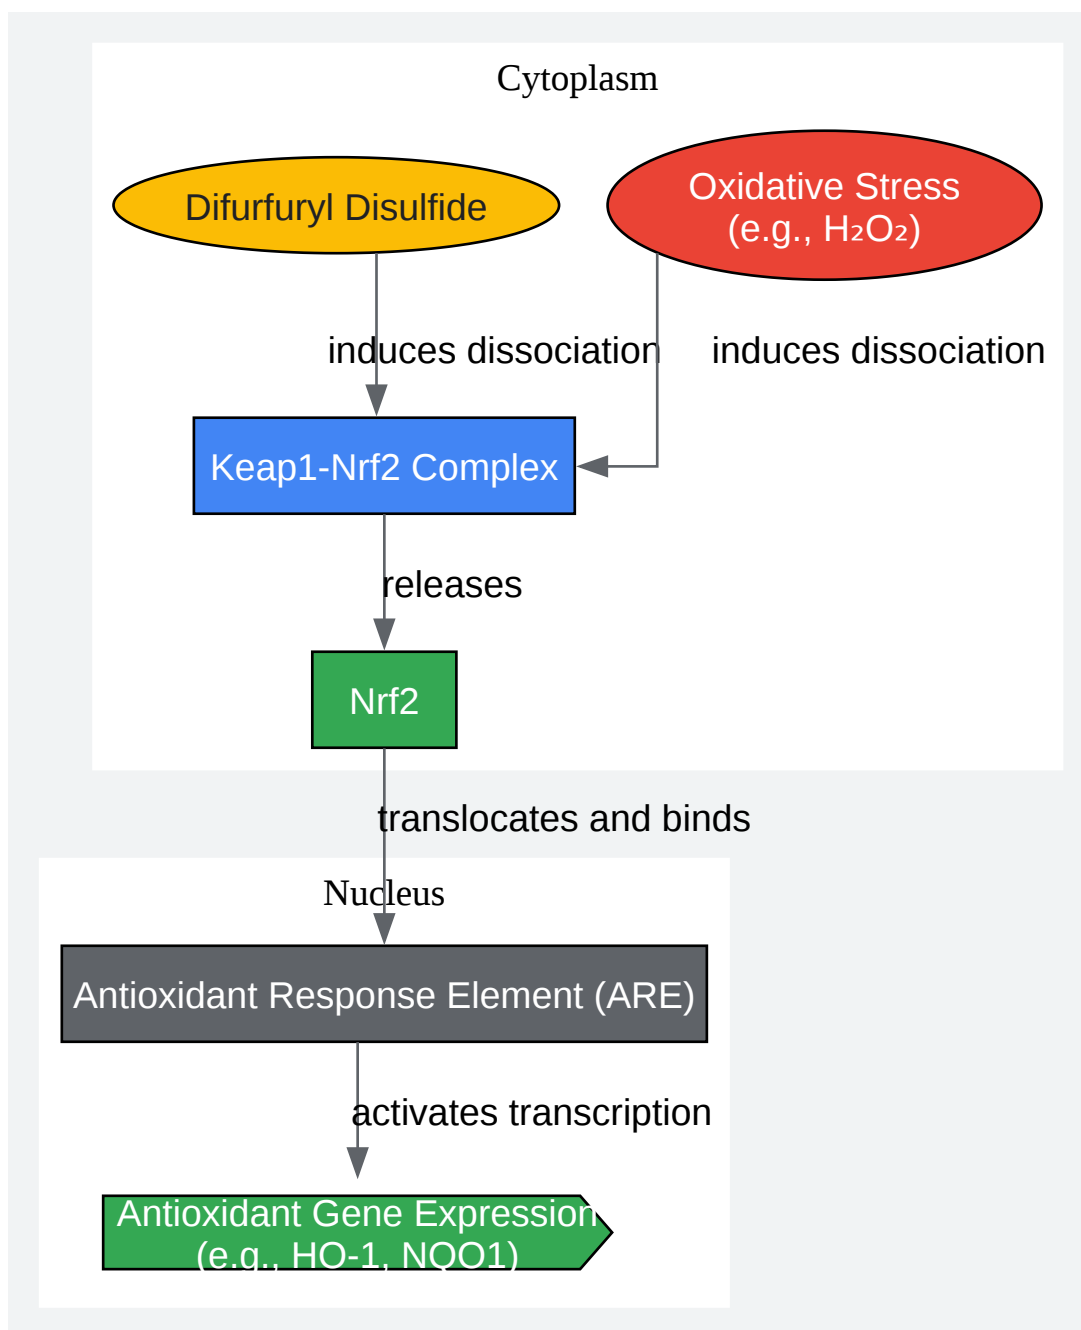 Cytoplasm
Difurfuryl Disulfide
Oxidative Stress
(e.g., H₂O₂)
induces dissociation
induces dissociation
Keap1-Nrf2 Complex
releases
Nrf2
translocates and binds
Nucleus
Antioxidant Response Element (ARE)
activates transcription
Antioxidant Gene Expression
(e.g., HO-1, NQO1)